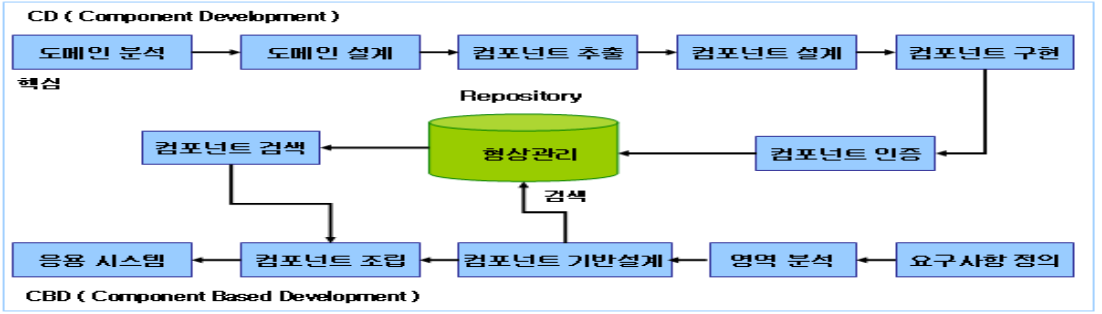 CD ( Component Development )
도메인 분석
도메인 설계
컴포넌트 추출
컴포넌트 설계
컴포넌트 구현
핵심
Repository
컴포넌트 검색
형상관리
컴포넌트 인증
검색
응용 시스템
컴포넌트 조립
컴포넌트 기반설계
영역 분석
요구사항 정의
CBD ( Component Based Development )